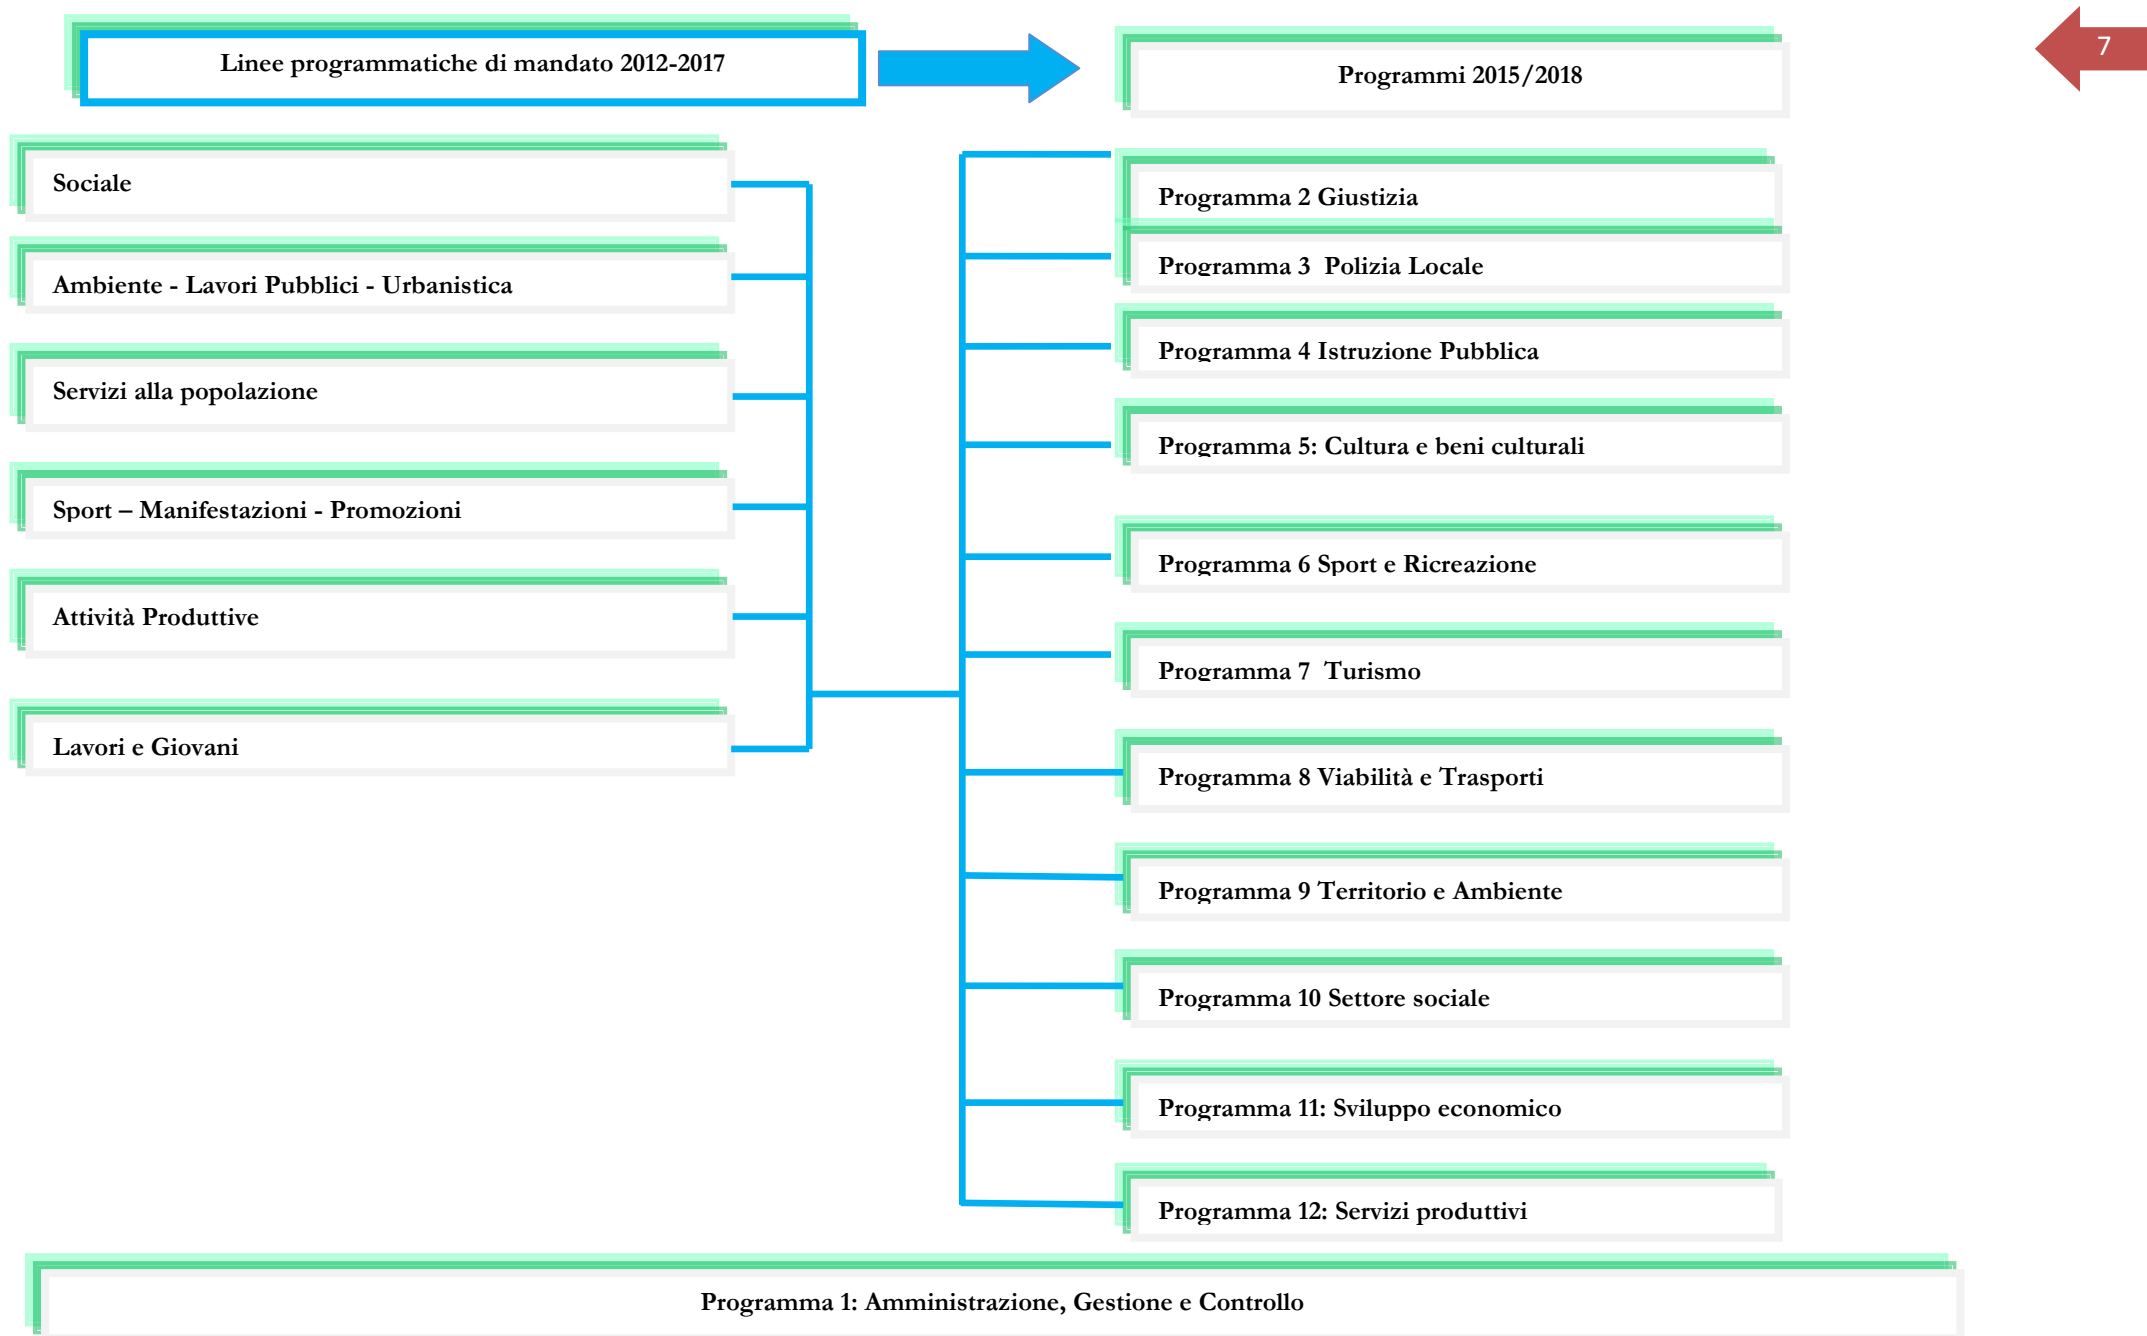 Linee programmatiche di mandato 2012-2017
Programmi 2015/2018
7
Sociale
Ambiente - Lavori Pubblici - Urbanistica
Servizi alla popolazione
Sport – Manifestazioni - Promozioni
Attività Produttive
Lavori e Giovani
Programma 2 Giustizia
Programma 3  Polizia Locale
Programma 4 Istruzione Pubblica
Programma 5: Cultura e beni culturali
Programma 6 Sport e Ricreazione
Programma 7  Turismo
Programma 8 Viabilità e Trasporti
Programma 9 Territorio e Ambiente
Programma 10 Settore sociale
Programma 11: Sviluppo economico
Programma 12: Servizi produttivi
Programma 1: Amministrazione, Gestione e Controllo